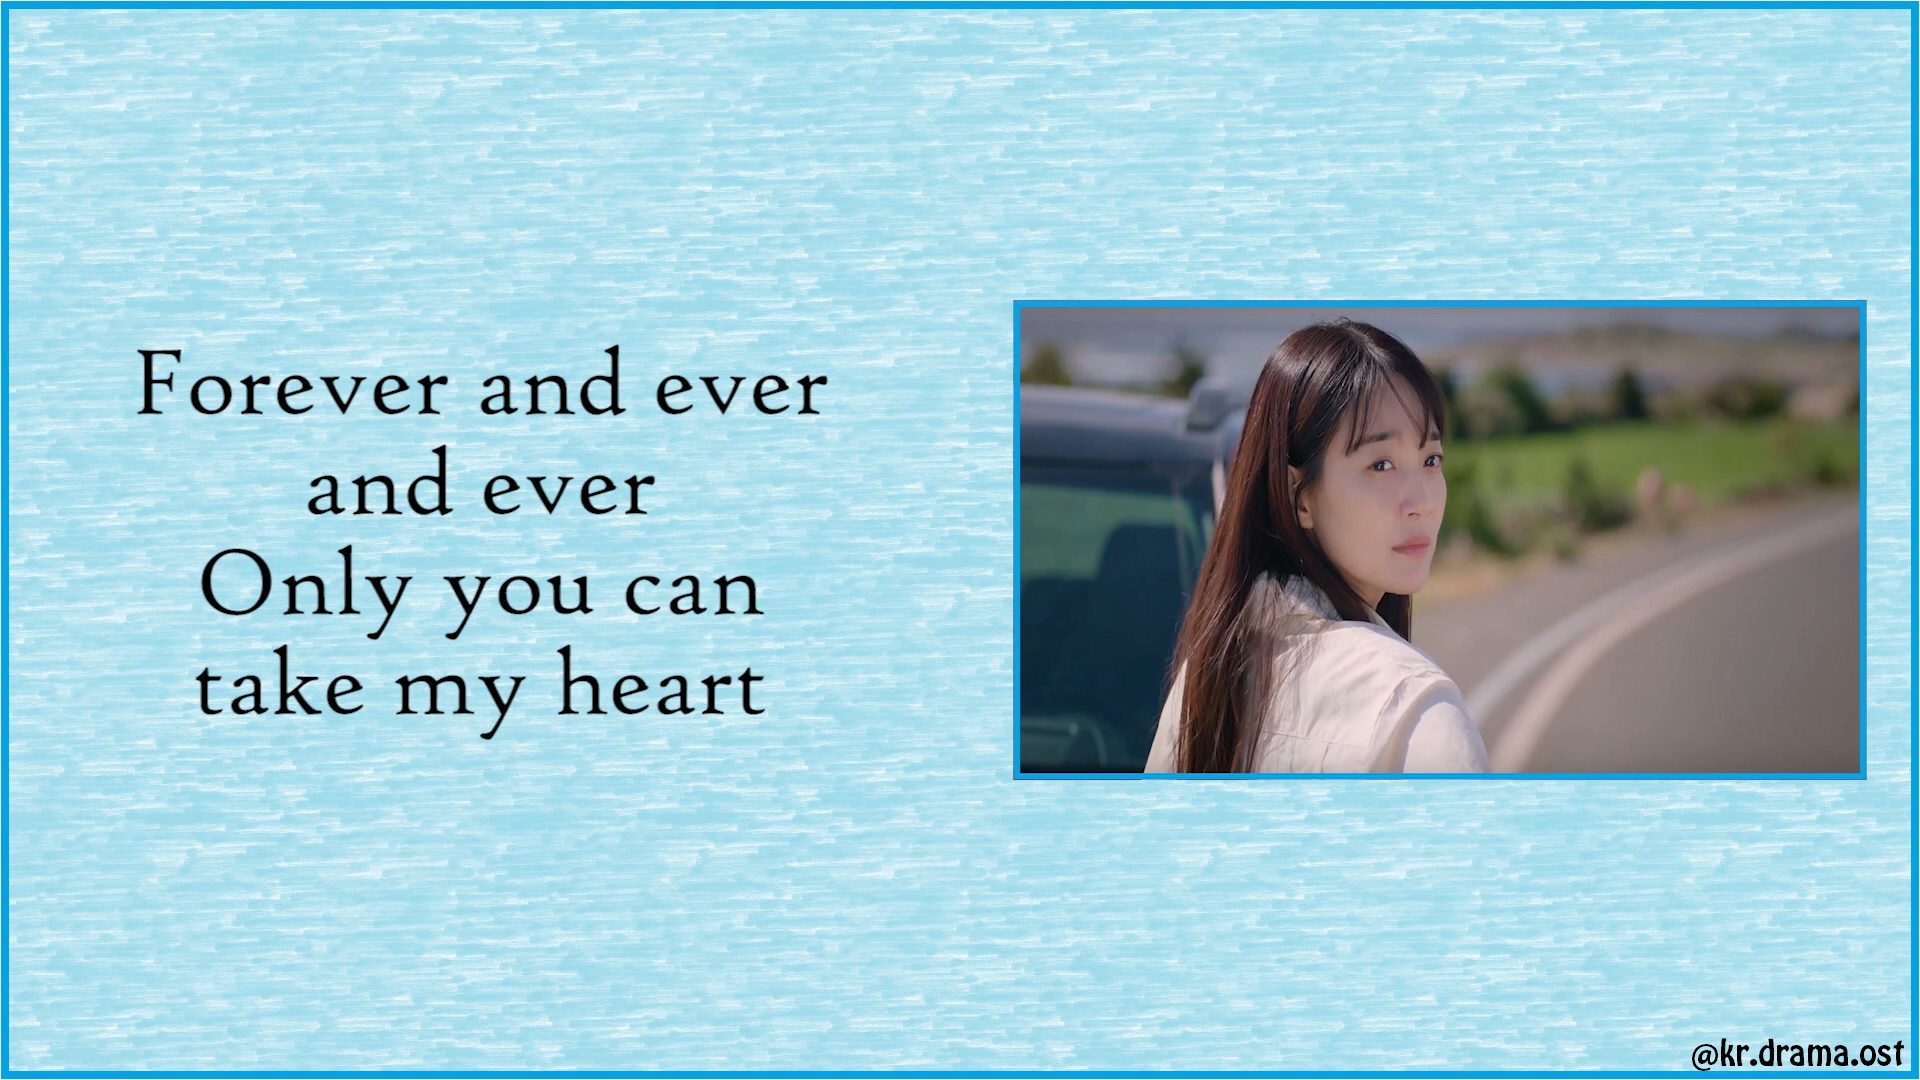 Forever and ever
and ever
Only you can
take my heart
@kr.drama.ost